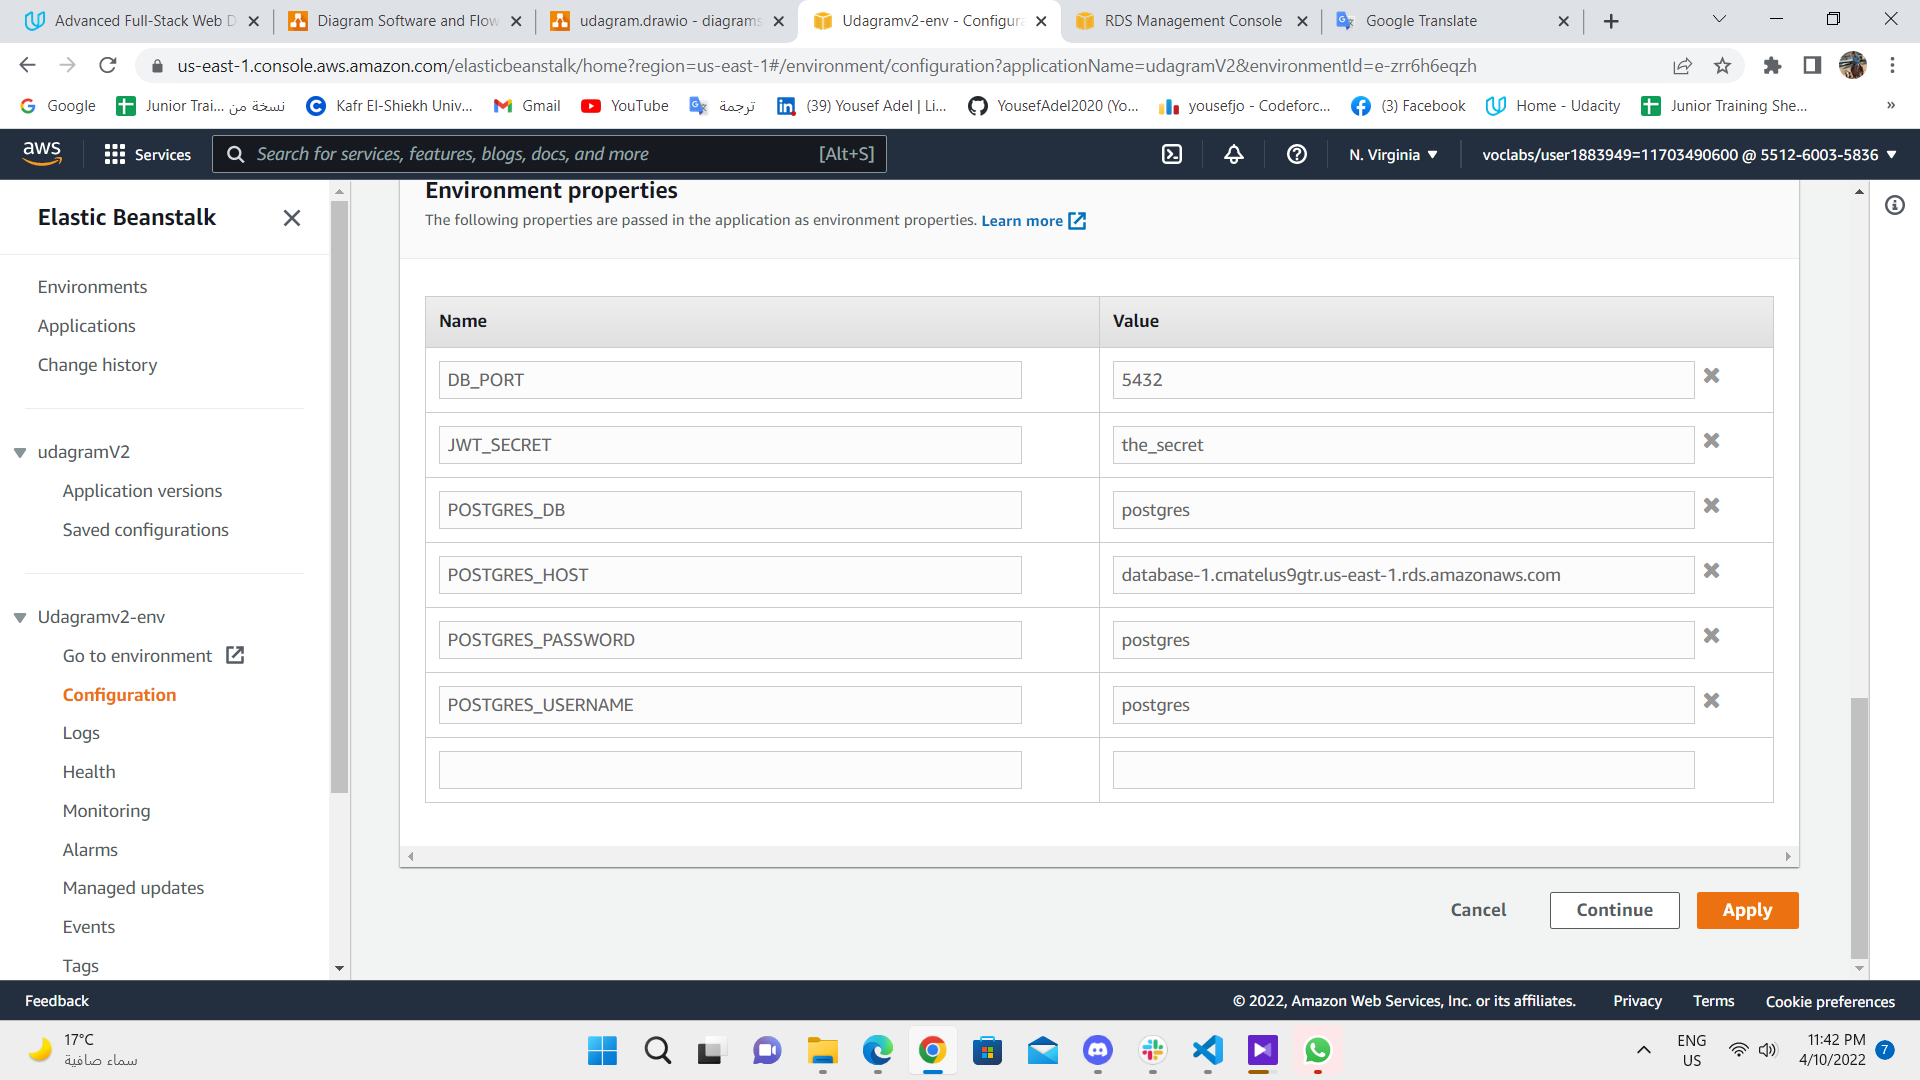 Advanced Full-Stack Web D
Diagram Software and Flow
udagram.drawio - diagrams
Udagramv2-env - Configura
RDS Management Console
Google Translate
us-east-1.console.aws.amazon.com/elasticbeanstalk/home?region=us-east-1#/environment/configuration?applicationName=udagramV2&environmentId=e-zrr6h6eqzh
Google
Junior Trai... نسخة من
Kafr El-Shiekh Univ...
Gmail
YouTube
ترجمة
(39) Yousef Adel | Li...
YousefAdel2020 (Yo...
yousefjo - Codeforc...
(3) Facebook
Home - Udacity
Junior Training She...
»
aws
Services
Search for services, features, blogs, docs, and more
[Alt+S]
N. Virginia
voclabs/user1883949=11703490600 @ 5512-6003-5836
Elastic Beanstalk
Environments
Applications
Change history
udagramV2
Application versions
Saved configurations
Udagramv2-env
Go to environment
Configuration
Logs
Health
Monitoring
Alarms
Managed updates
Events
Tags
Environment properties
The following properties are passed in the application as environment properties. Learn more
Name Value
DB_PORT 5432
JWT_SECRET the_secret
POSTGRES_DB postgres
POSTGRES_HOST database-1.cmatelus9gtr.us-east-1.rds.amazonaws.com
POSTGRES_PASSWORD postgres
POSTGRES_USERNAME postgres
Cancel
Continue
Apply
Feedback
© 2022, Amazon Web Services, Inc. or its affiliates.
Privacy
Terms
Cookie preferences
17°C
سماء صافية
ENG
US
11:42 PM
4/10/2022
7